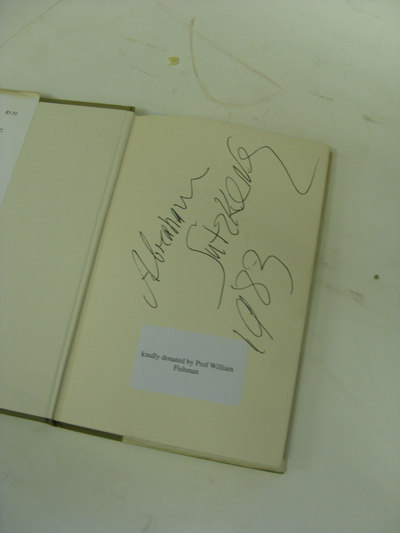 Abraham
Sutzkever
1983
kindly donated by Prof William
Fishman